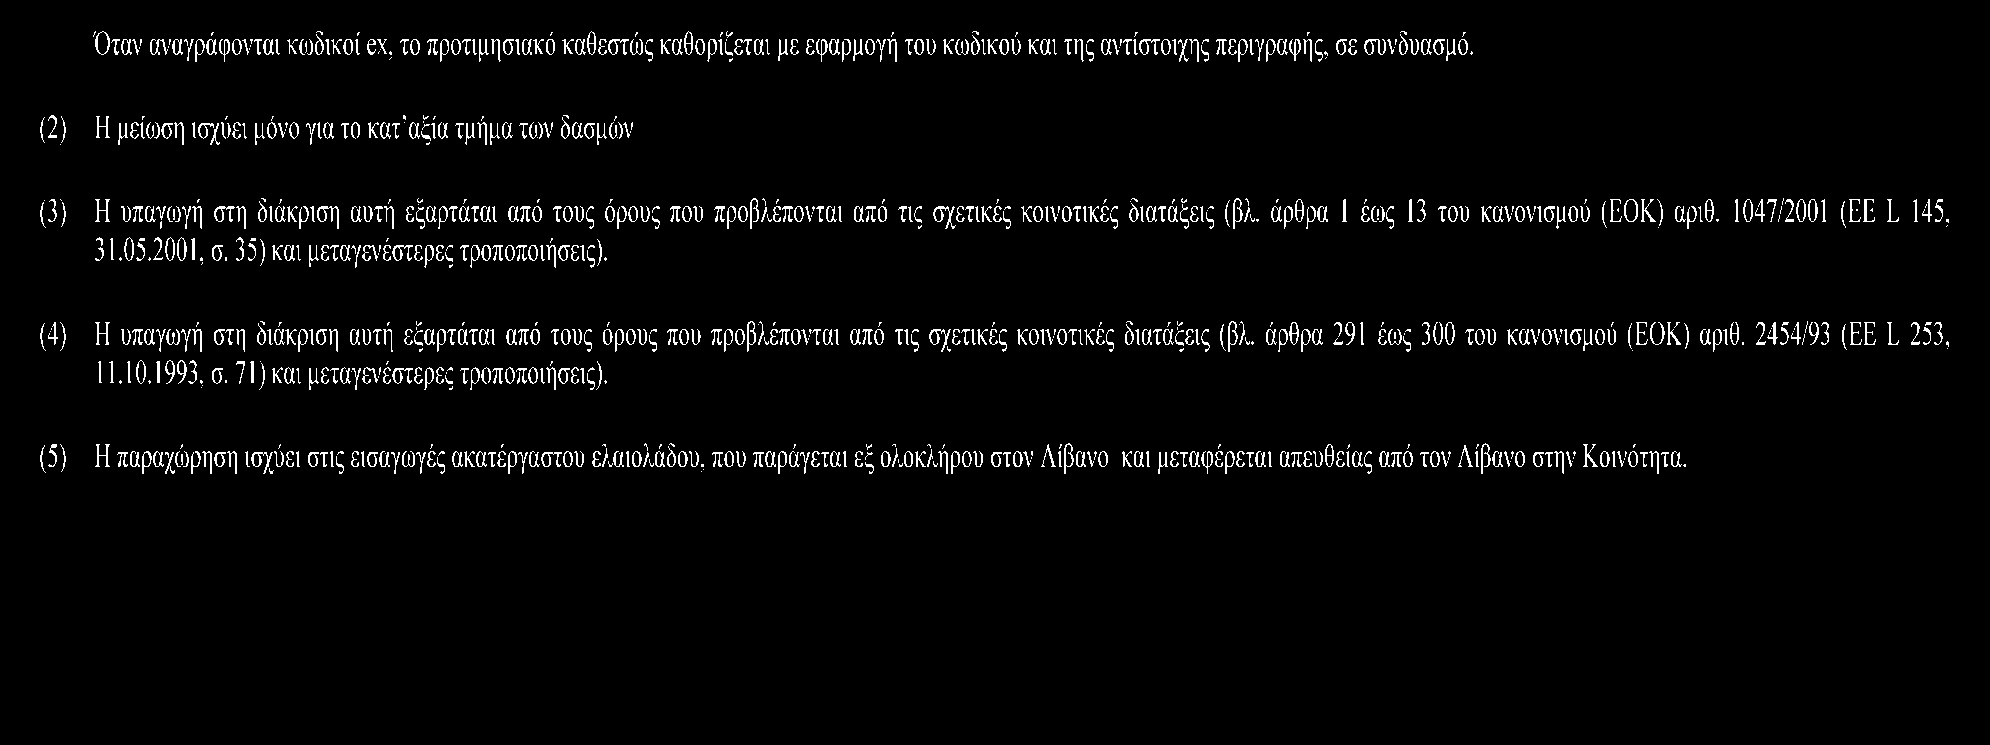 Όταν αναγράφονται κωδικοί ex, το προτιμησιακό καθεστώς καθορίζεται με εφαρμογή του κωδικού και της αντίστοιχης περιγραφής, σε συνδυασμό.
(2) Η μείωση ισχύει μόνο για το κατ'αξία τμήμα των δασμών
(3) Η υπαγωγή στη διάκριση αυτή εξαρτάται από τους όρους που προβλέπονται από τις σχετικές κοινοτικές διατάξεις (βλ. άρθρα 1 έως 13 του κανονισμού (ΕΟΚ) αριθ. 1047/2001 (ΕΕ L 145,
31.05.2001, σ. 35) και μεταγενέστερες τροποποιήσεις).
(4) Η υπαγωγή στη διάκριση αυτή εξαρτάται από τους όρους που προβλέπονται από τις σχετικές κοινοτικές διατάξεις (βλ. άρθρα 291 έως 300 του κανονισμού (ΕΟΚ) αριθ. 2454/93 (ΕΕ L 253,
11.10.1993, σ. 71) και μεταγενέστερες τροποποιήσεις).
(5) Η παραχώρηση ισχύει στις εισαγωγές ακατέργαστου ελαιολάδου, που παράγεται εξ ολοκλήρου στον Λίβανο και μεταφέρεται απευθείας από τον Λίβανο στην Κοινότητα.